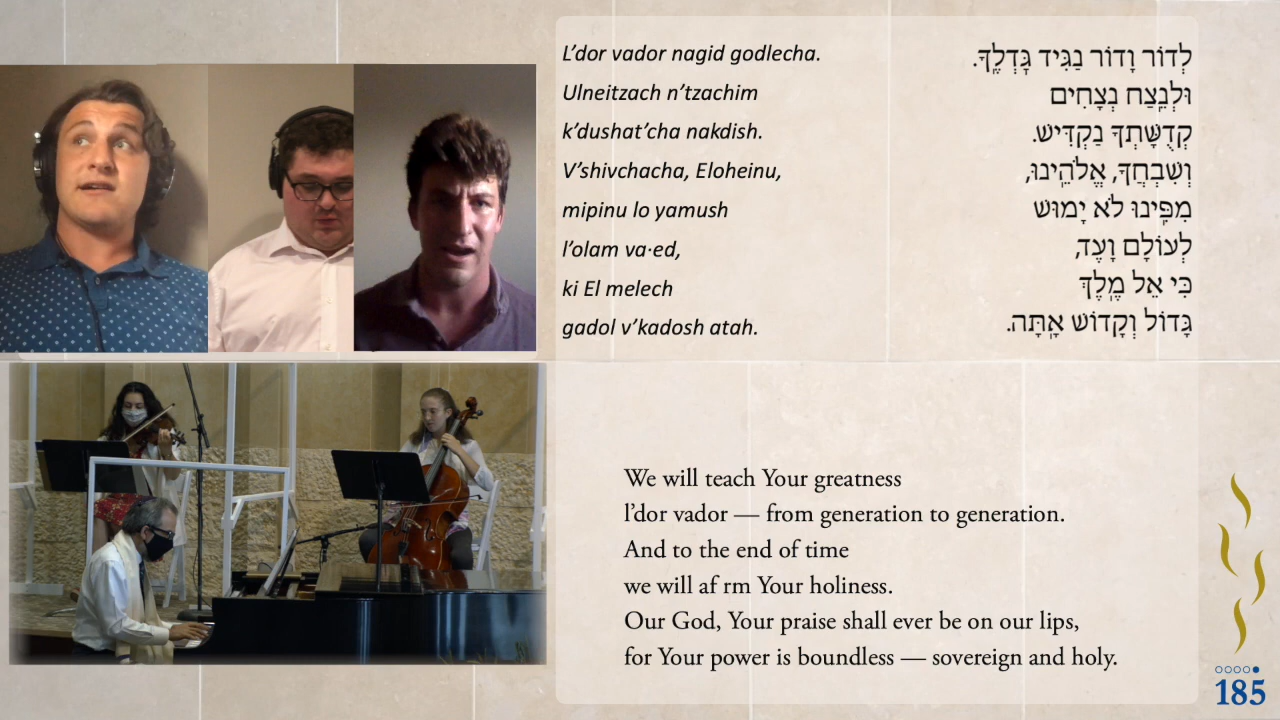 L’dor vador nagid godlecha.
Ulneitzach n’tzachim
k’dushat’cha nakdish.
V’shivchacha, Eloheinu,
mipinu lo yamush
l’olam va·ed,
ki El melech
gadol v’kadosh atah.
לְדוֹר וָדוֹר נַגִּיד גׇּדְלֶֽךָ.
וּלְנֵֽצַח נְצָחִים
קְדֻשָּׁתְךָ נַקְדִּישׁ.
וְשִׁבְחֲךָ, אֱלֹהֵֽינוּ,
מִפִּֽינוּ לֹא יָמוּשׁ
לְעוֹלָם וָעֶד,
כִּי אֵל מֶֽלֶךְ
גָּדוֹל וְקָדוֹשׁ אָֽתָּה.
We will teach Your greatness
l’dor vador — from generation to generation.
And to the end of time
we will af rm Your holiness.
Our God, Your praise shall ever be on our lips,
for Your power is boundless — sovereign and holy.
185